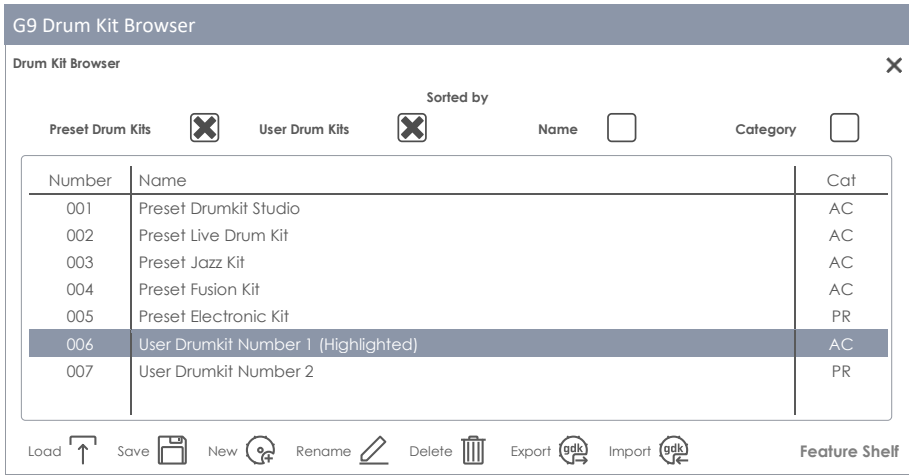 G9 Drum Kit Browser
Drum Kit Browser
Sorted by
Preset Drum Kits User Drum Kits Name Category
Number Name Cat
001 Preset Drumkit Studio AC
002 Preset Live Drum Kit AC
003 Preset Jazz Kit AC
004 Preset Fusion Kit AC
005 Preset Electronic Kit PR
006 User Drumkit Number 1 (Highlighted) AC
007 User Drumkit Number 2 PR
Load Save New Rename Delete Export gdk Import gdk Feature Shelf